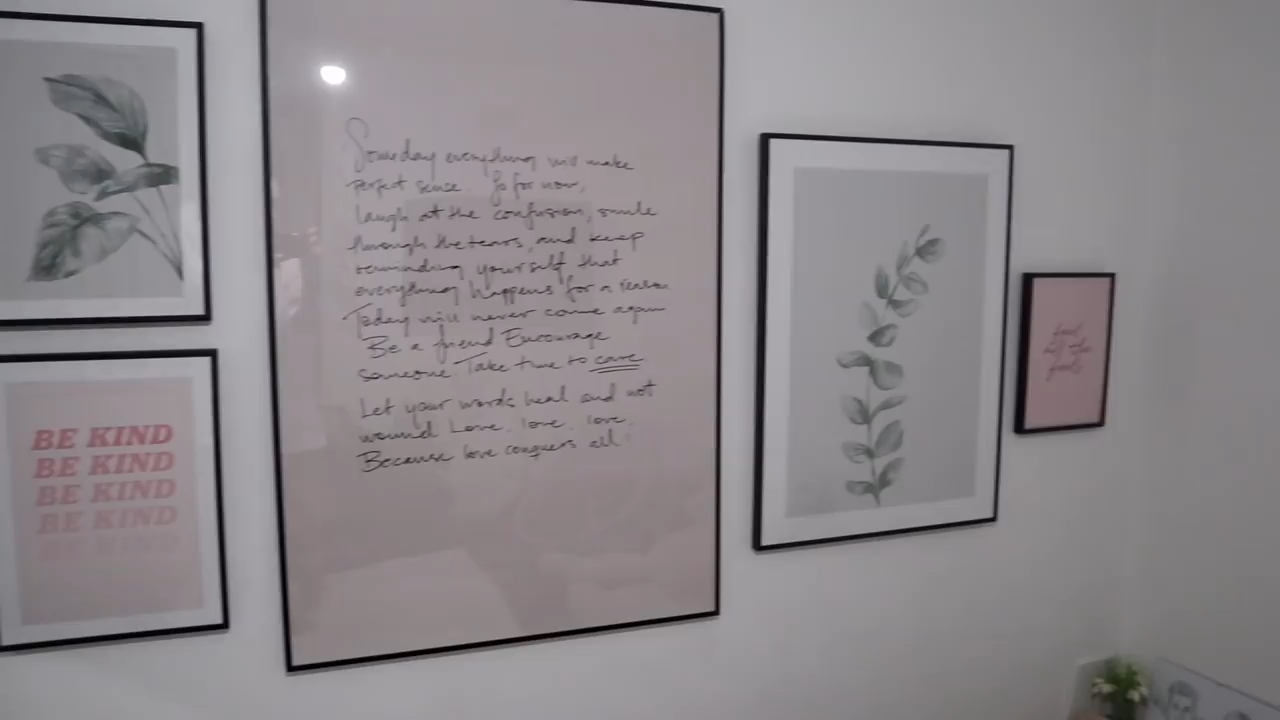 BE KIND
BE KIND
BE KIND
BE KIND
BE KIND
Someday everything will make
perfect sense. So for now,
laugh at the confusion, smile
through the tears, and keep
reminding yourself that
everything happens for a reason
Today will never come again
Be a friend Encourage
someone. Take time to care
Let your words heal and not
wound Love. love. love.
Because love conquers all.